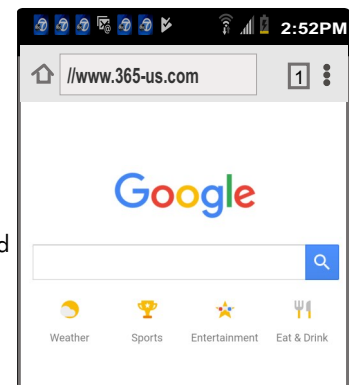 2:52PM
//www.365-us.com 1
Google
d
Weather Sports Entertainment Eat & Drink